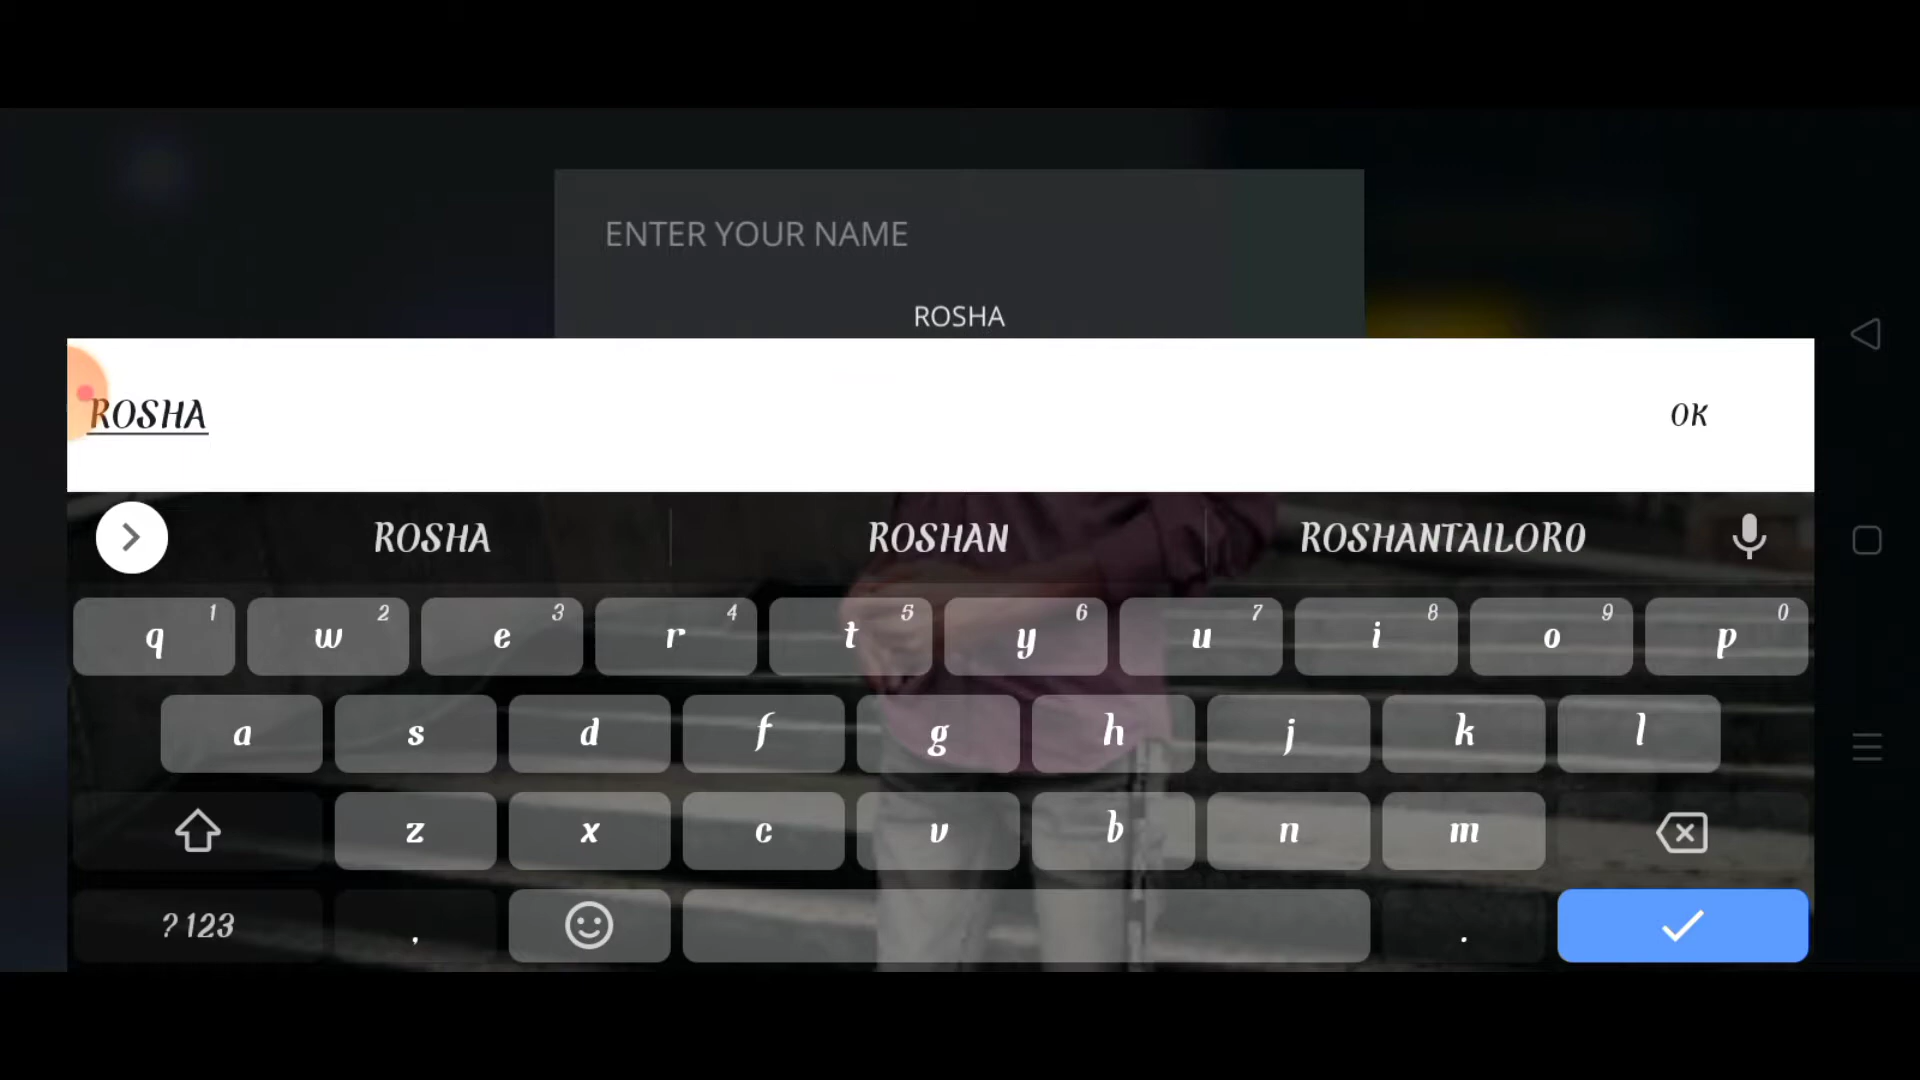 ENTER YOUR NAME
ROSHA
ROSHA OK
ROSHA ROSHAN ROSHANTAILOR0
q 1 w 2 e 3 r 4 t 5 y 6 u 7 i 8 o 9 p 0
a s d f g h j k l
z x c v b n m
?123 , .